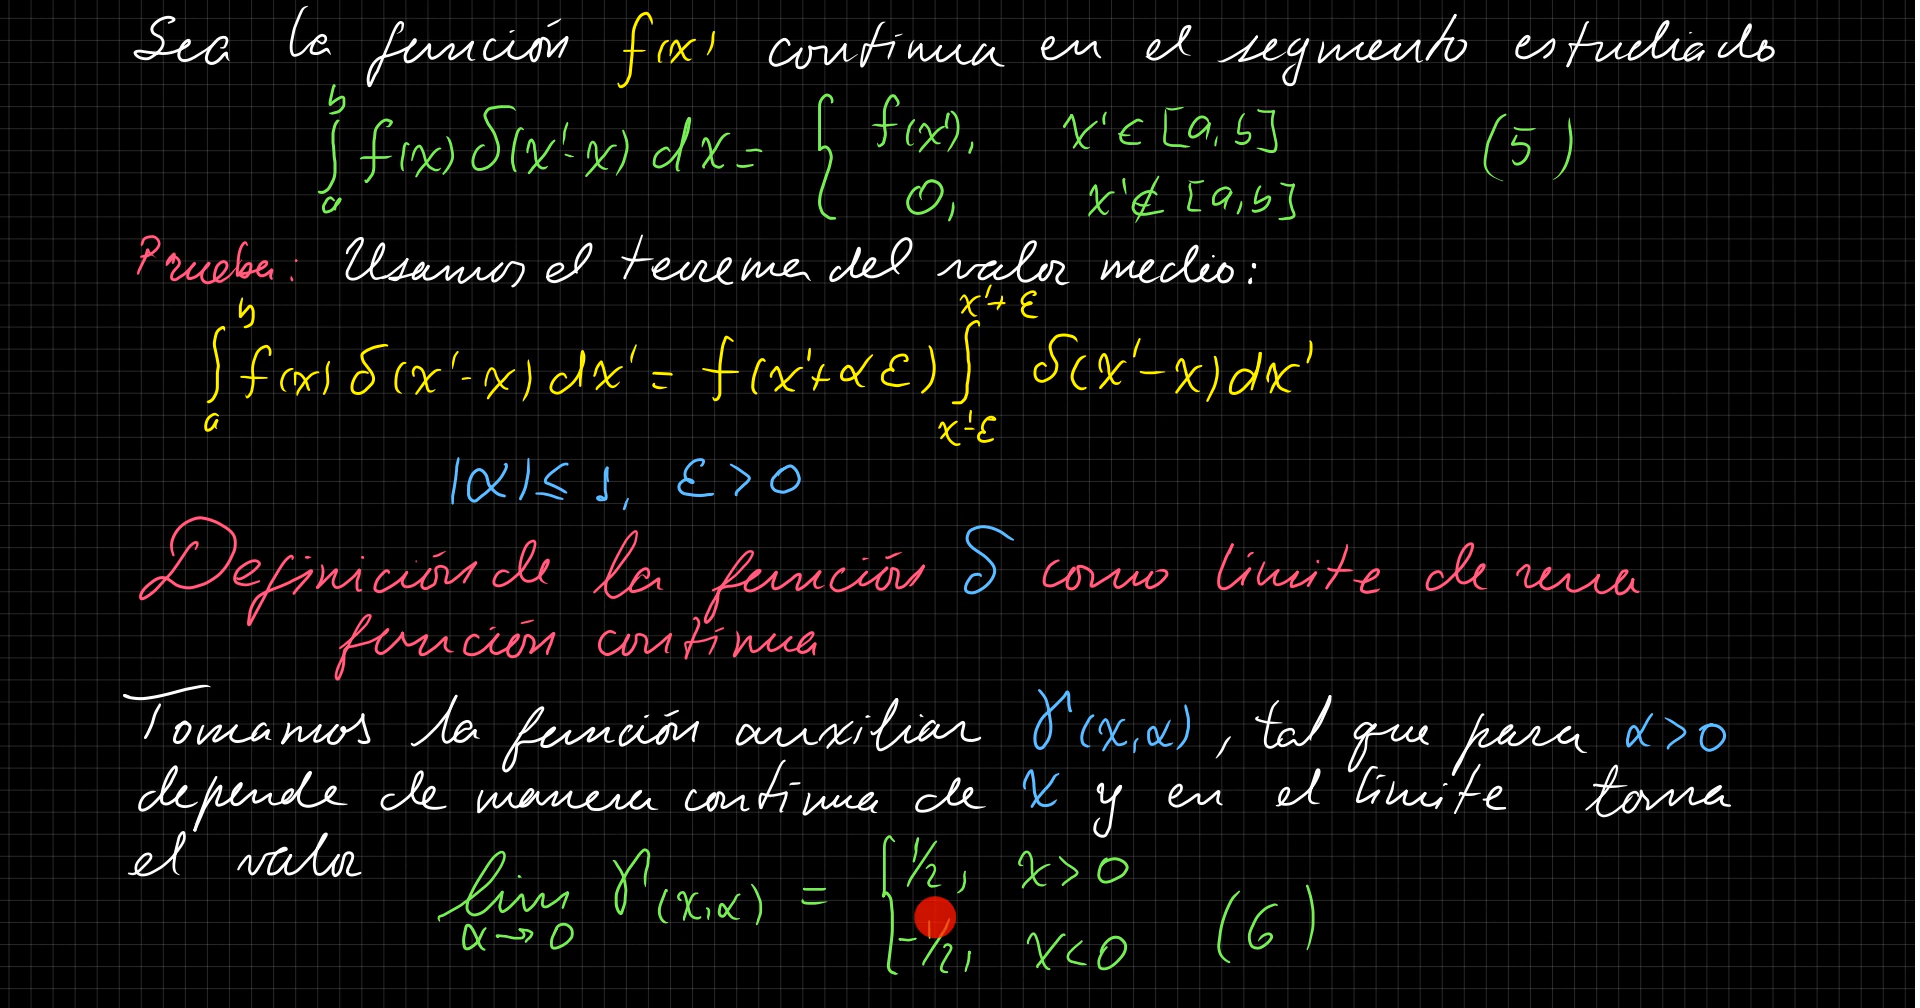 Sea la función f(x) continua en el segmento estudiado
∫_a^b f(x) δ(x'-x) dx = { f(x'), x' ∈ [a,b] (5)
0, x' ∉ [a,b]
Prueba: Usamos el teorema del valor medio:
∫_a^b f(x) δ(x'-x) dx' = f(x'+αε) ∫_{x'-ε}^{x'+ε} δ(x'-x) dx'
|α| ≤ 1, ε > 0
Definición de la función δ como limite de una
función contínua
Tomamos la función auxiliar γ(x,α), tal que para α>0
depende de manera contínua de x y en el límite toma
el valor
lim_{α→0} γ(x,α) = { 1/2, x>0
-1/2, x<0 (6)